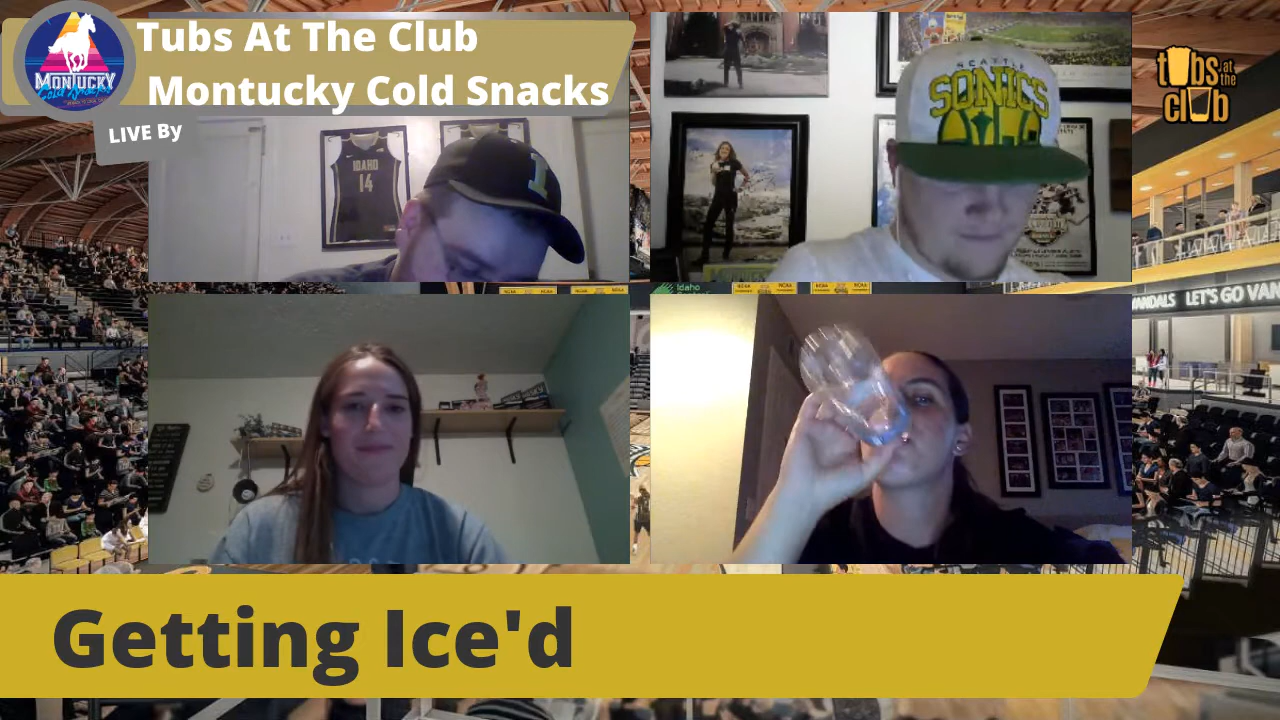 Tubs At The Club
Montucky Cold Snacks
MONTUCKY
Cold Snacks
LIVE By
tubs at the club
SEATTLE
SONICS
IDAHO
14
I
Idaho
VANDALS LET'S GO VAN
Getting Ice'd